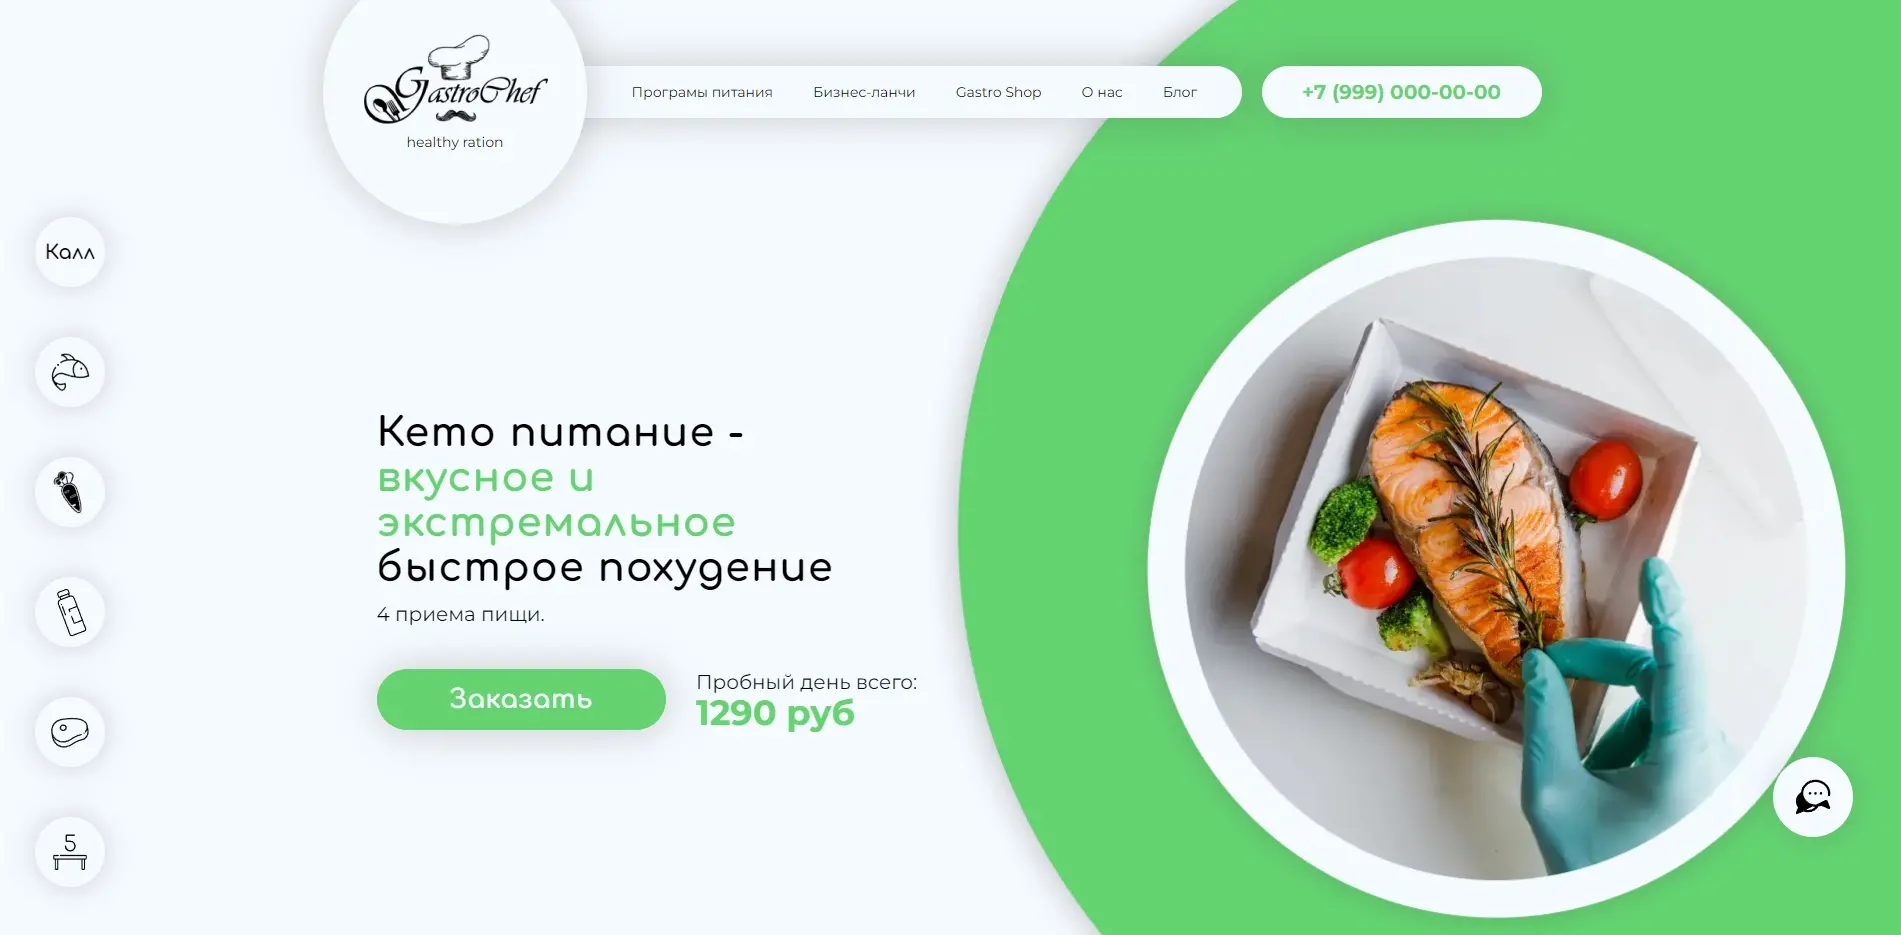 GastroChef
healthy ration
Програмы питания
Бизнес-ланчи
Gastro Shop
О нас
Блог
+7 (999) 000-00-00
Калл
Кето питание -
вкусное и
экстремальное
быстрое похудение
4 приема пищи.
Заказать
Пробный день всего:
1290 руб
5